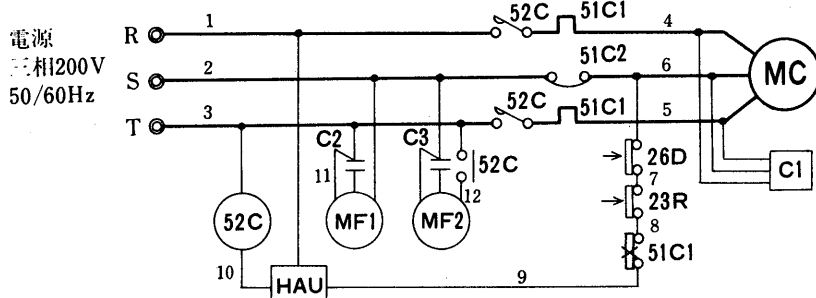 電源
三相200V
50/60Hz
R
1
52C
51C1
4
S
2
51C2
6
MC
T
3
52C
51C1
5
C2
C3
11
52C
12
26D
7
C1
52C
MF1
MF2
23R
8
51C1
10
HAU
9